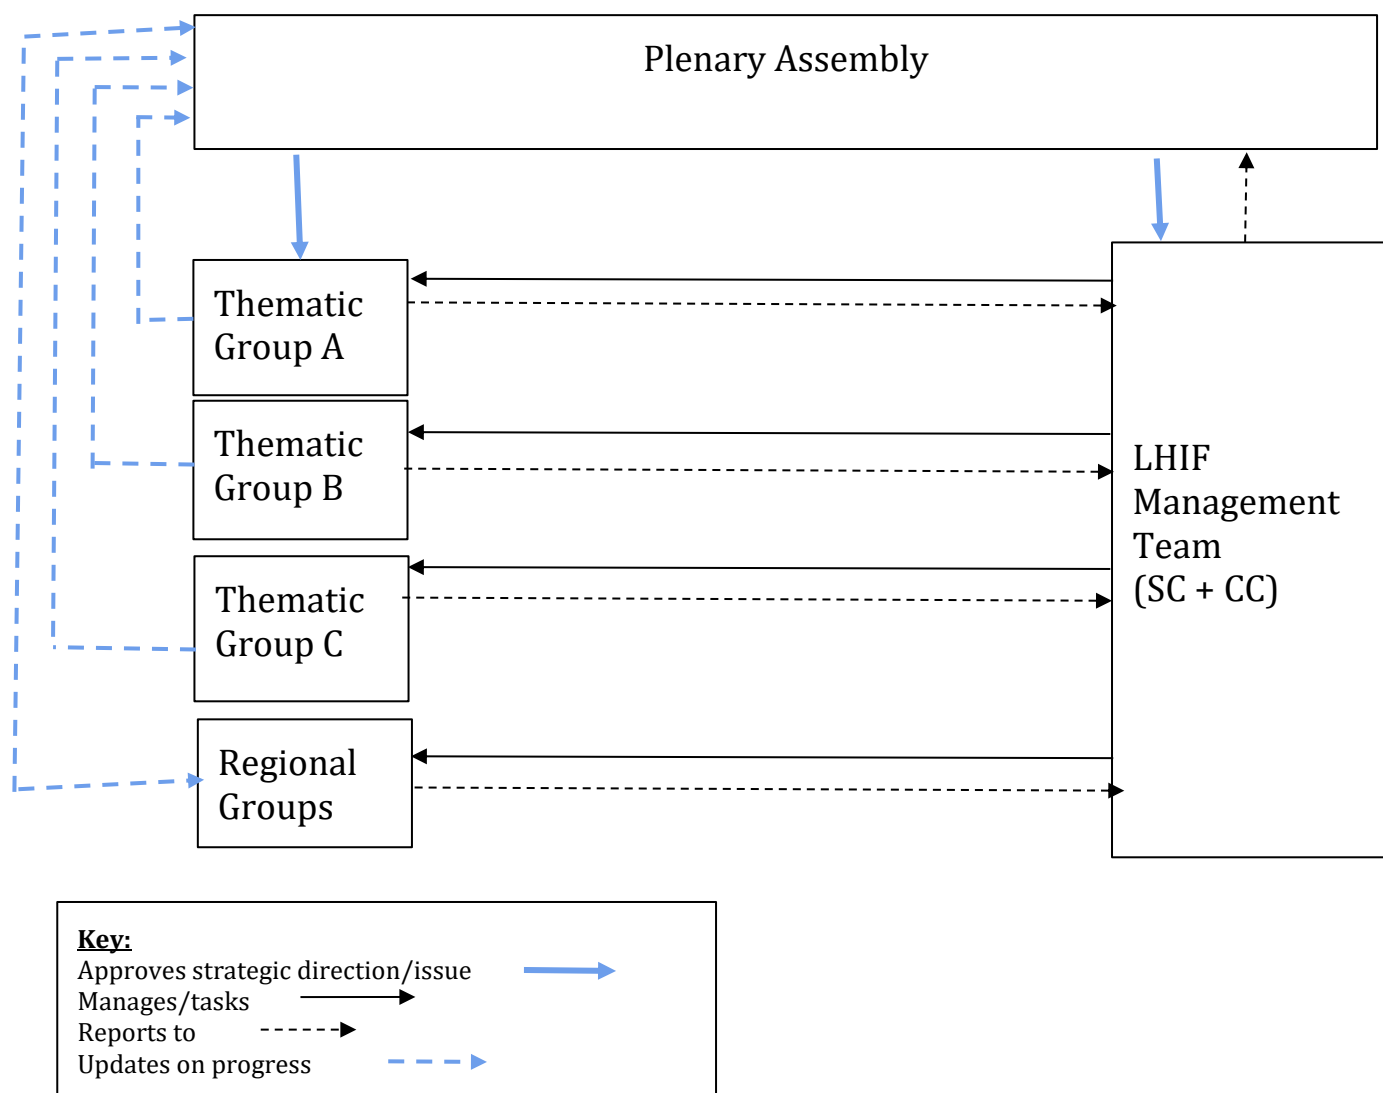 Plenary Assembly
Thematic
Group A
Thematic
Group B
Thematic
Group C
Regional
Groups
LHIF
Management
Team
(SC + CC)
Key:
Approves strategic direction/issue
Manages/tasks
Reports to
Updates on progress